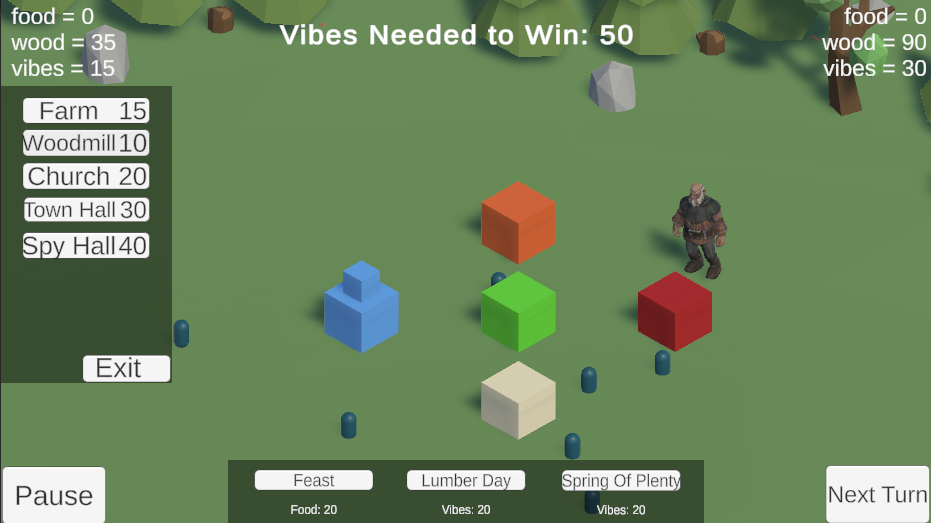 food = 0
wood = 35
vibes = 15
Vibes Needed to Win: 50
food = 0
wood = 90
vibes = 30
Farm 15
Woodmill 10
Church 20
Town Hall 30
Spy Hall 40
Exit
Pause
Feast
Food: 20
Lumber Day
Vibes: 20
Spring Of Plenty
Vibes: 20
Next Turn